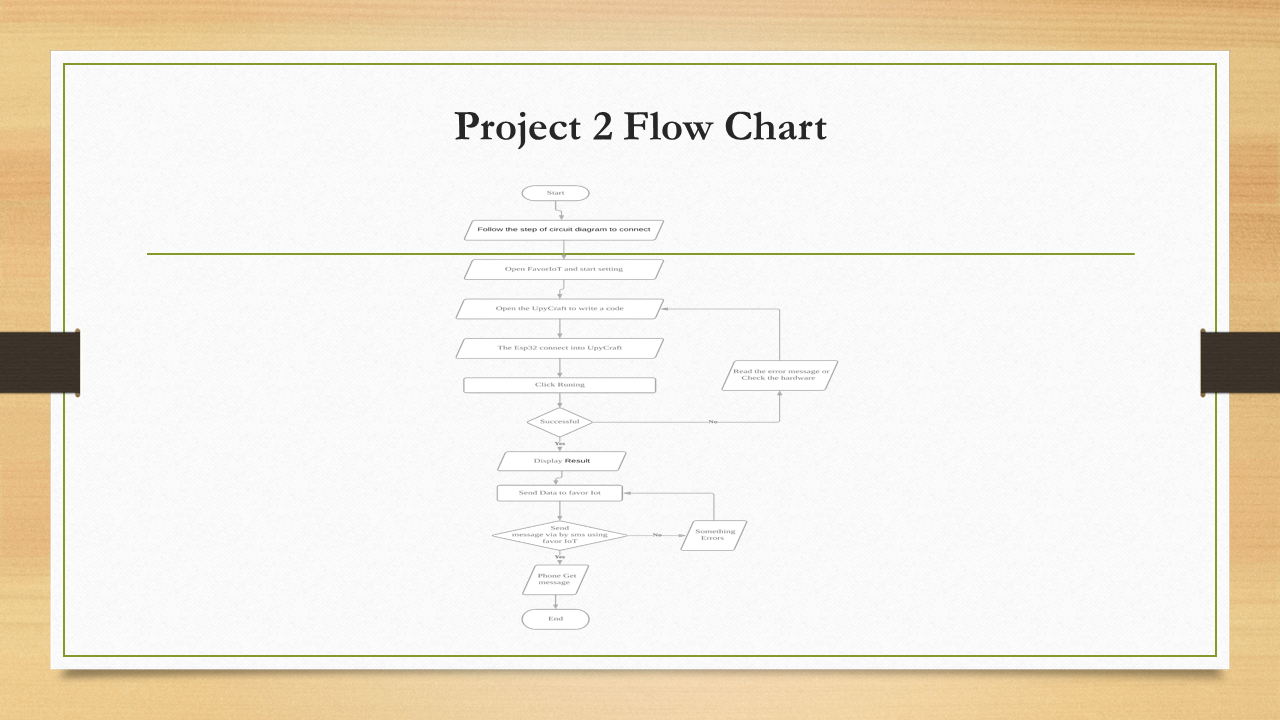 Project 2 Flow Chart
Start
Follow the step of circuit diagram to connect
Open FavorIoT and start setting
Open the UpyCraft to write a code
The Esp32 connect into UpyCraft
Read the error message or
Check the hardware
Click Runing
Successful
No
Yes
Display Result
Send Data to favor Iot
Send
message via by sms using
favor IoT
No
Something
Errors
Yes
Phone Get
message
End